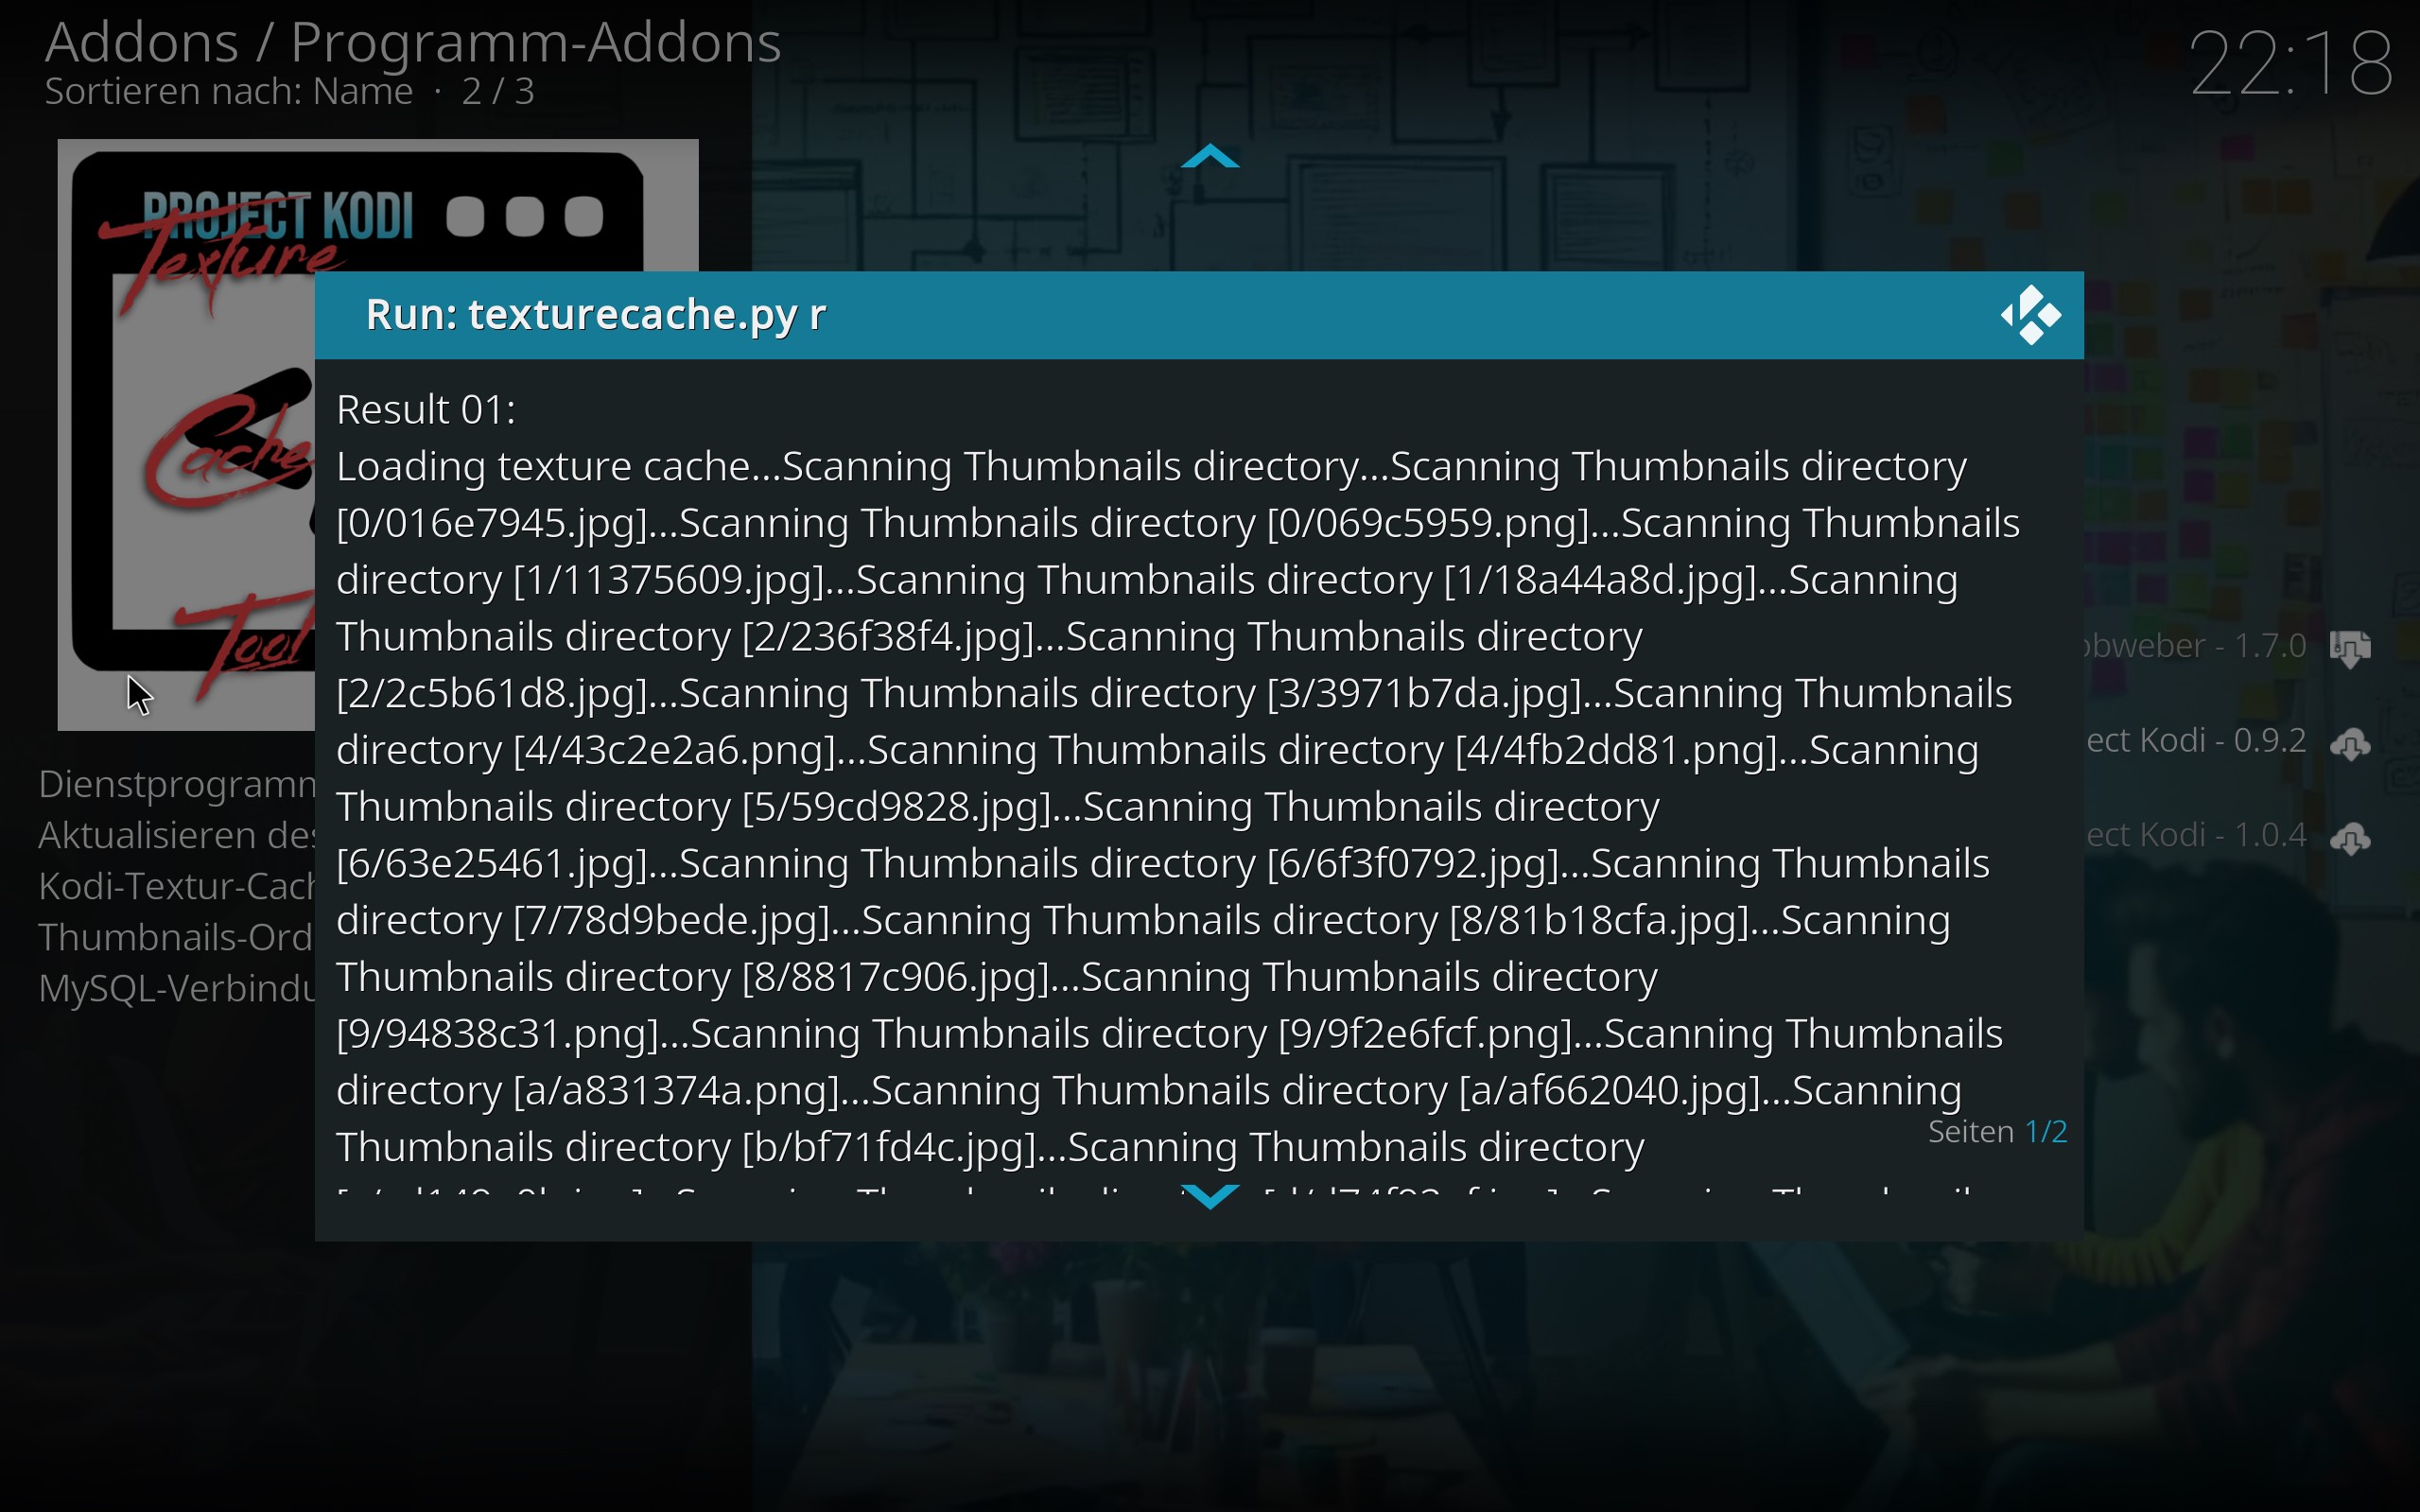 Addons / Programm-Addons
Sortieren nach: Name · 2 / 3
22:18
PROJECT KODI
Texture
Cache
Tool
Run: texturecache.py r
Result 01:
Loading texture cache...Scanning Thumbnails directory...Scanning Thumbnails directory
[0/016e7945.jpg]...Scanning Thumbnails directory [0/069c5959.png]...Scanning Thumbnails
directory [1/11375609.jpg]...Scanning Thumbnails directory [1/18a44a8d.jpg]...Scanning
Thumbnails directory [2/236f38f4.jpg]...Scanning Thumbnails directory
[2/2c5b61d8.jpg]...Scanning Thumbnails directory [3/3971b7da.jpg]...Scanning Thumbnails
directory [4/43c2e2a6.png]...Scanning Thumbnails directory [4/4fb2dd81.png]...Scanning
Thumbnails directory [5/59cd9828.jpg]...Scanning Thumbnails directory
[6/63e25461.jpg]...Scanning Thumbnails directory [6/6f3f0792.jpg]...Scanning Thumbnails
directory [7/78d9bede.jpg]...Scanning Thumbnails directory [8/81b18cfa.jpg]...Scanning
Thumbnails directory [8/8817c906.jpg]...Scanning Thumbnails directory
[9/94838c31.png]...Scanning Thumbnails directory [9/9f2e6fcf.png]...Scanning Thumbnails
directory [a/a831374a.png]...Scanning Thumbnails directory [a/af662040.jpg]...Scanning
Thumbnails directory [b/bf71fd4c.jpg]...Scanning Thumbnails directory
Seiten 1/2
Dienstprogramm
Aktualisieren des
Kodi-Textur-Cach
Thumbnails-Ord
MySQL-Verbindu
obweber - 1.7.0
ect Kodi - 0.9.2
ect Kodi - 1.0.4